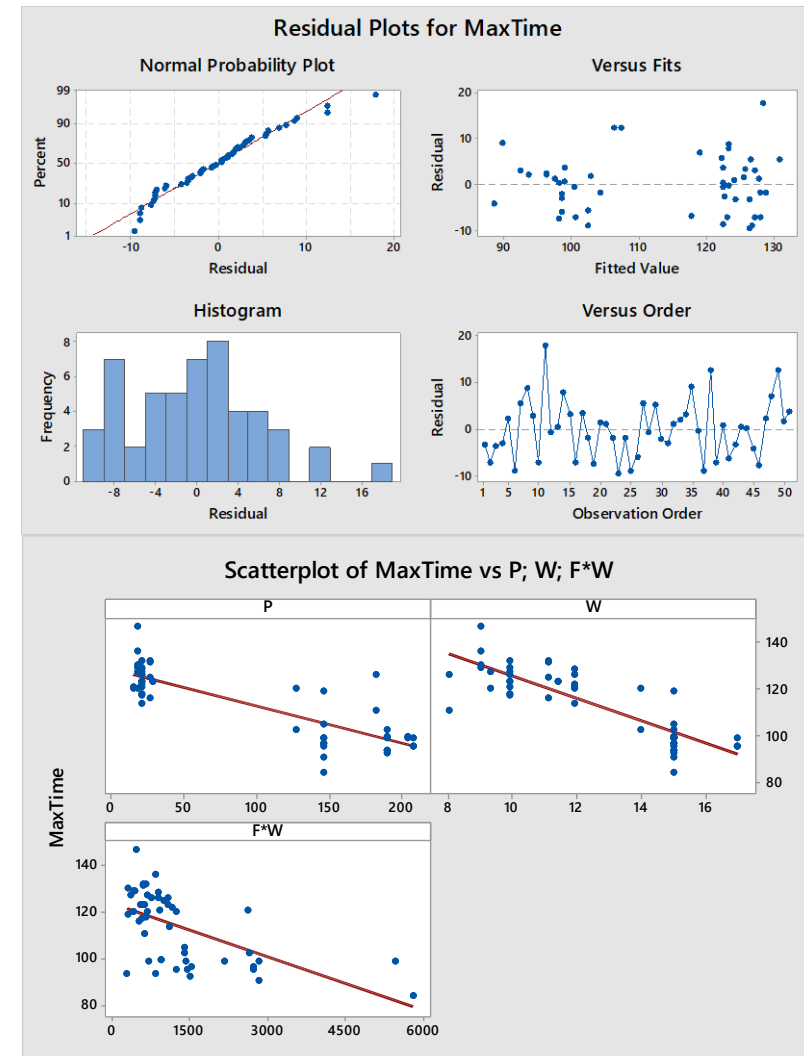 Residual Plots for MaxTime
Normal Probability Plot
Versus Fits
99
90
50
10
1
Percent
-10 0 10 20
Residual
20
10
0
-10
Residual
90 100 110 120 130
Fitted Value
Histogram
Versus Order
8
6
4
2
0
Frequency
-8 -4 0 4 8 12 16
Residual
20
10
0
-10
Residual
1 5 10 15 20 25 30 35 40 45 50
Observation Order
Scatterplot of MaxTime vs P; W; F*W
P W
140
120
100
80
0 50 100 150 200
8 10 12 14 16
MaxTime
F*W
140
120
100
80
0 1500 3000 4500 6000